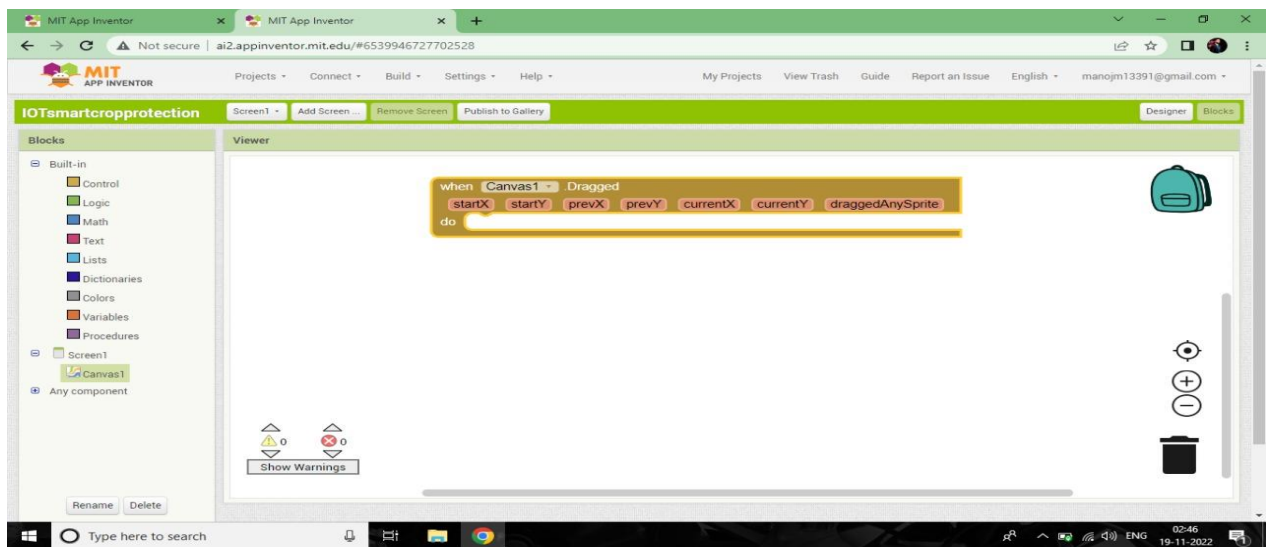 MIT App Inventor MIT App Inventor
Not secure ai2.appinventor.mit.edu/#6539946727702528
MIT APP INVENTOR Projects Connect Build Settings Help My Projects View Trash Guide Report an Issue English manojm13391@gmail.com
IOTsmartcropprotection Screen1 Add Screen ... Remove Screen Publish to Gallery Designer Blocks
Blocks Viewer
Built-in
Control
Logic
Math
Text
Lists
Dictionaries
Colors
Variables
Procedures
Screen1
Canvas1
Any component
Rename Delete
when Canvas1 .Dragged
startX startY prevX prevY currentX currentY draggedAnySprite
do
0 0
Show Warnings
Type here to search ENG 02:46
19-11-2022